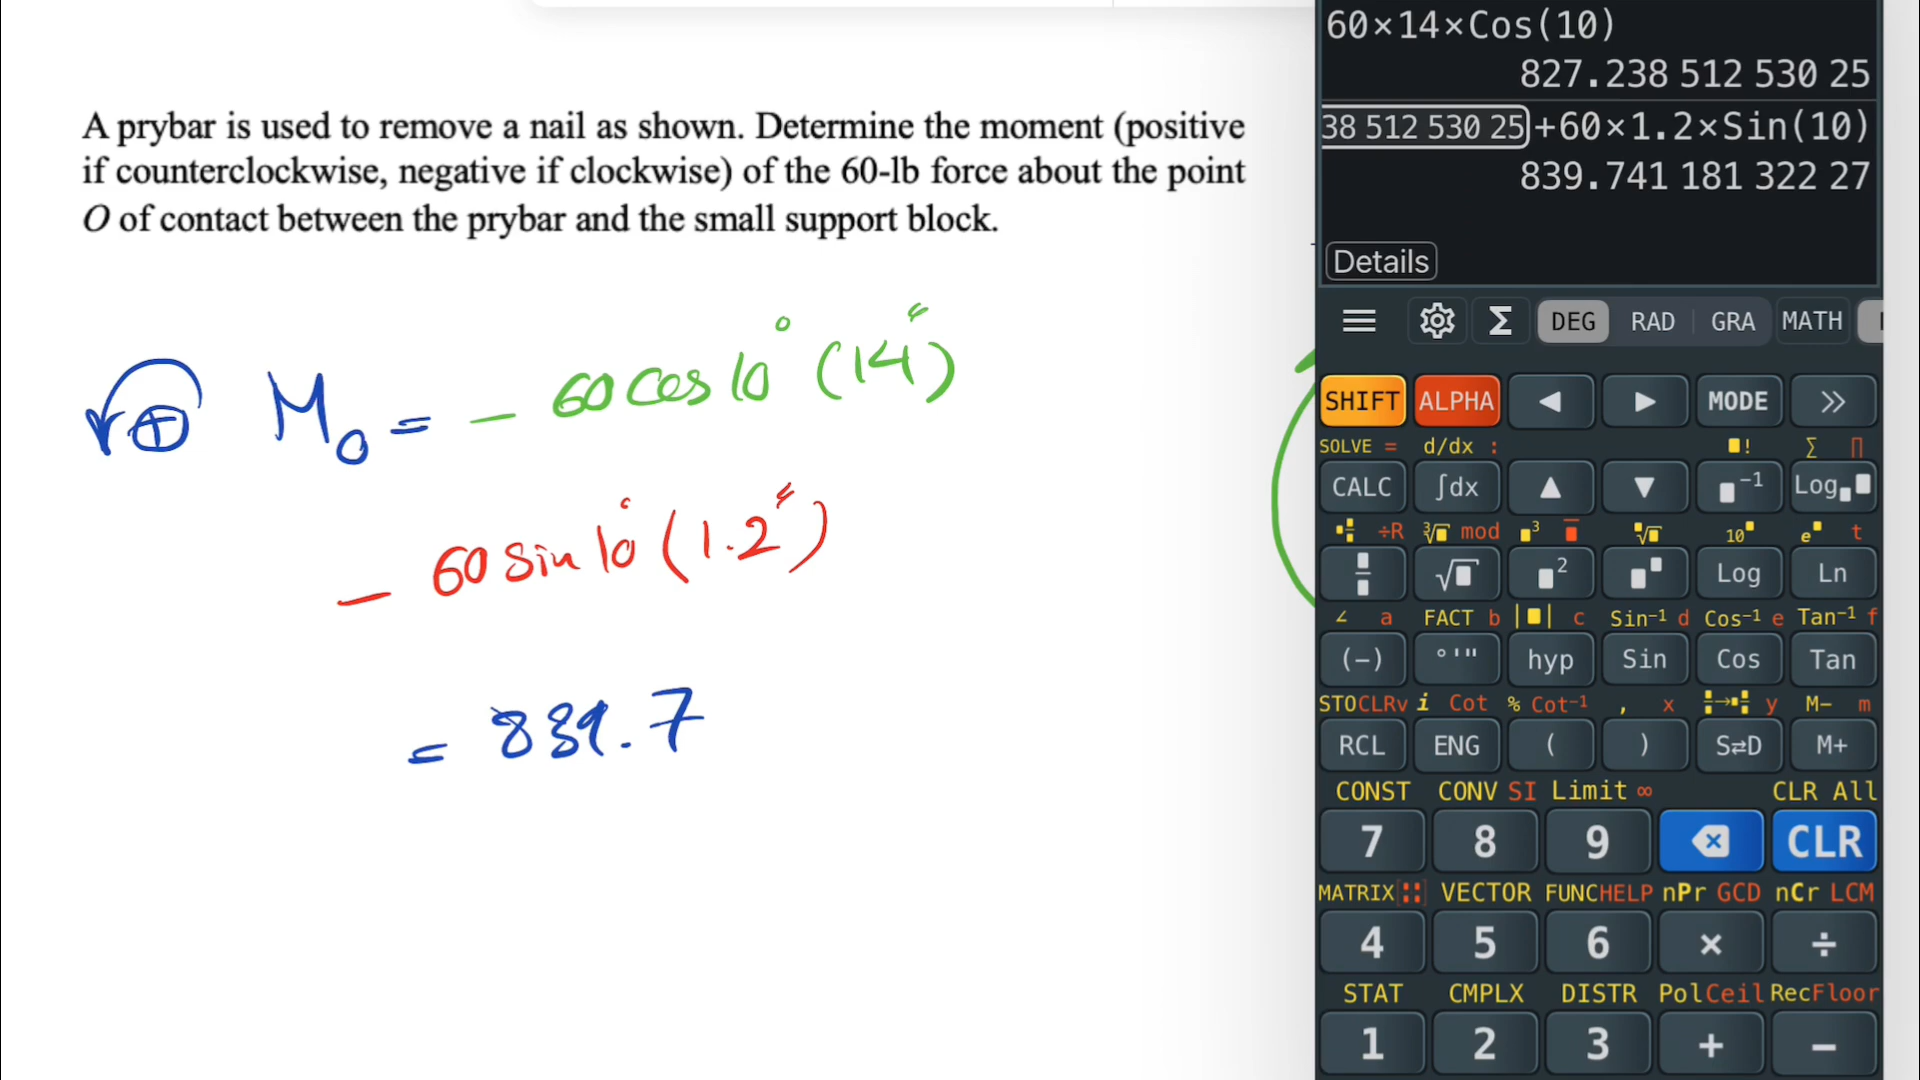 A prybar is used to remove a nail as shown. Determine the moment (positive
if counterclockwise, negative if clockwise) of the 60-lb force about the point
O of contact between the prybar and the small support block.
+ M₀ = - 60 cos 10° (14")
- 60 sin 10° (1.2")
= 839.7
60×14×Cos(10)
827.238 512 530 25
38 512 530 25+60×1.2×Sin(10)
839.741 181 322 27
Details
Σ DEG RAD GRA MATH
SHIFT ALPHA ◀ ▶ MODE >>
SOLVE = d/dx : ■! ∑ ∏
CALC ∫dx ▲ ▼ ■⁻¹ Log■■
■■/■ ÷R ³√■ mod ■³ ■√■ 10■ e■ t
■/■ √■ ■² ■■ Log Ln
∠ a FACT b |■| c Sin⁻¹ d Cos⁻¹ e Tan⁻¹ f
(−) °'" hyp Sin Cos Tan
STO CLRv i Cot % Cot⁻¹ , x y M− m
RCL ENG ( ) S⇄D M+
CONST CONV SI Limit ∞ CLR All
7 8 9 CLR
MATRIX VECTOR FUNC HELP nPr GCD nCr LCM
4 5 6 × ÷
STAT CMPLX DISTR Pol Ceil Rec Floor
1 2 3 + −